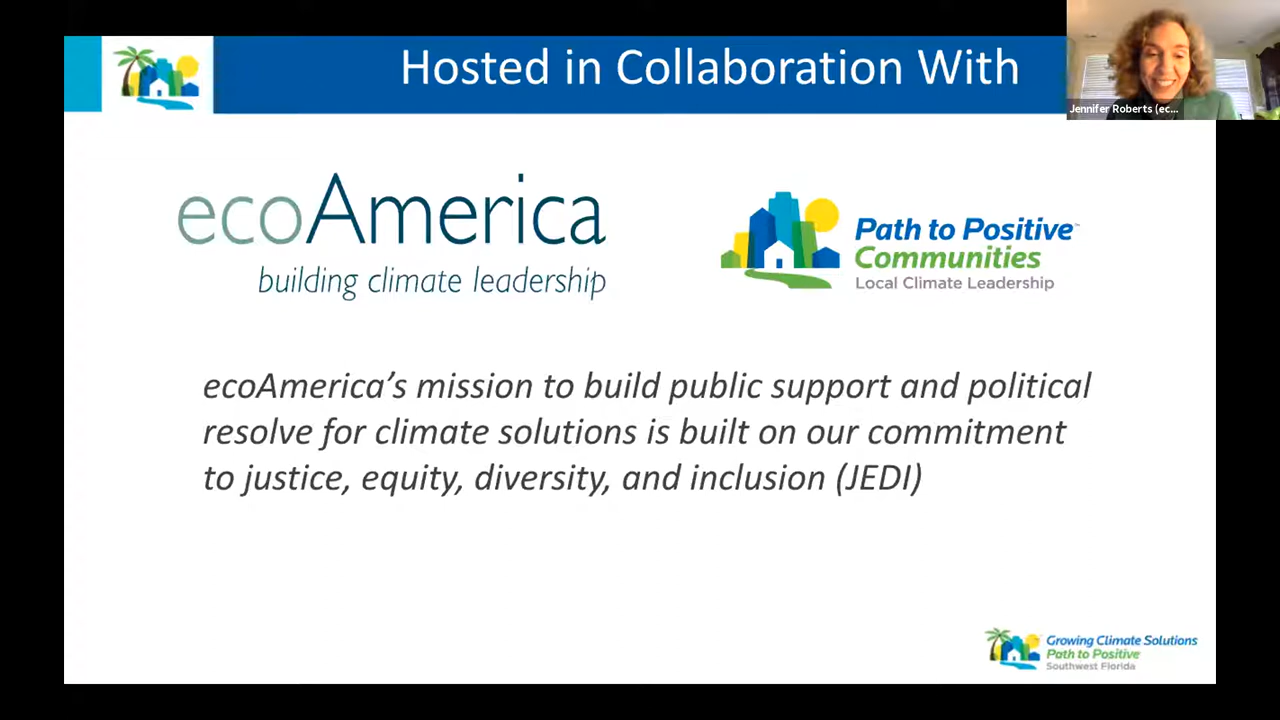 Hosted in Collaboration With
Jennifer Roberts (ec...
ecoAmerica
building climate leadership
Path to Positive™
Communities
Local Climate Leadership
ecoAmerica’s mission to build public support and political
resolve for climate solutions is built on our commitment
to justice, equity, diversity, and inclusion (JEDI)
Growing Climate Solutions
Path to Positive
Southwest Florida